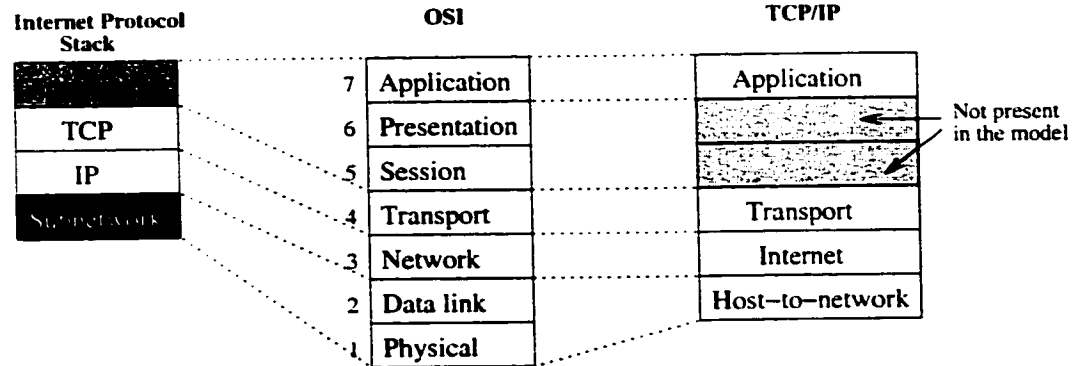 Internet Protocol
Stack
TCP
IP
Subnetwork
OSI
7 Application
6 Presentation
5 Session
4 Transport
3 Network
2 Data link
1 Physical
TCP/IP
Application
Transport
Internet
Host-to-network
Not present
in the model